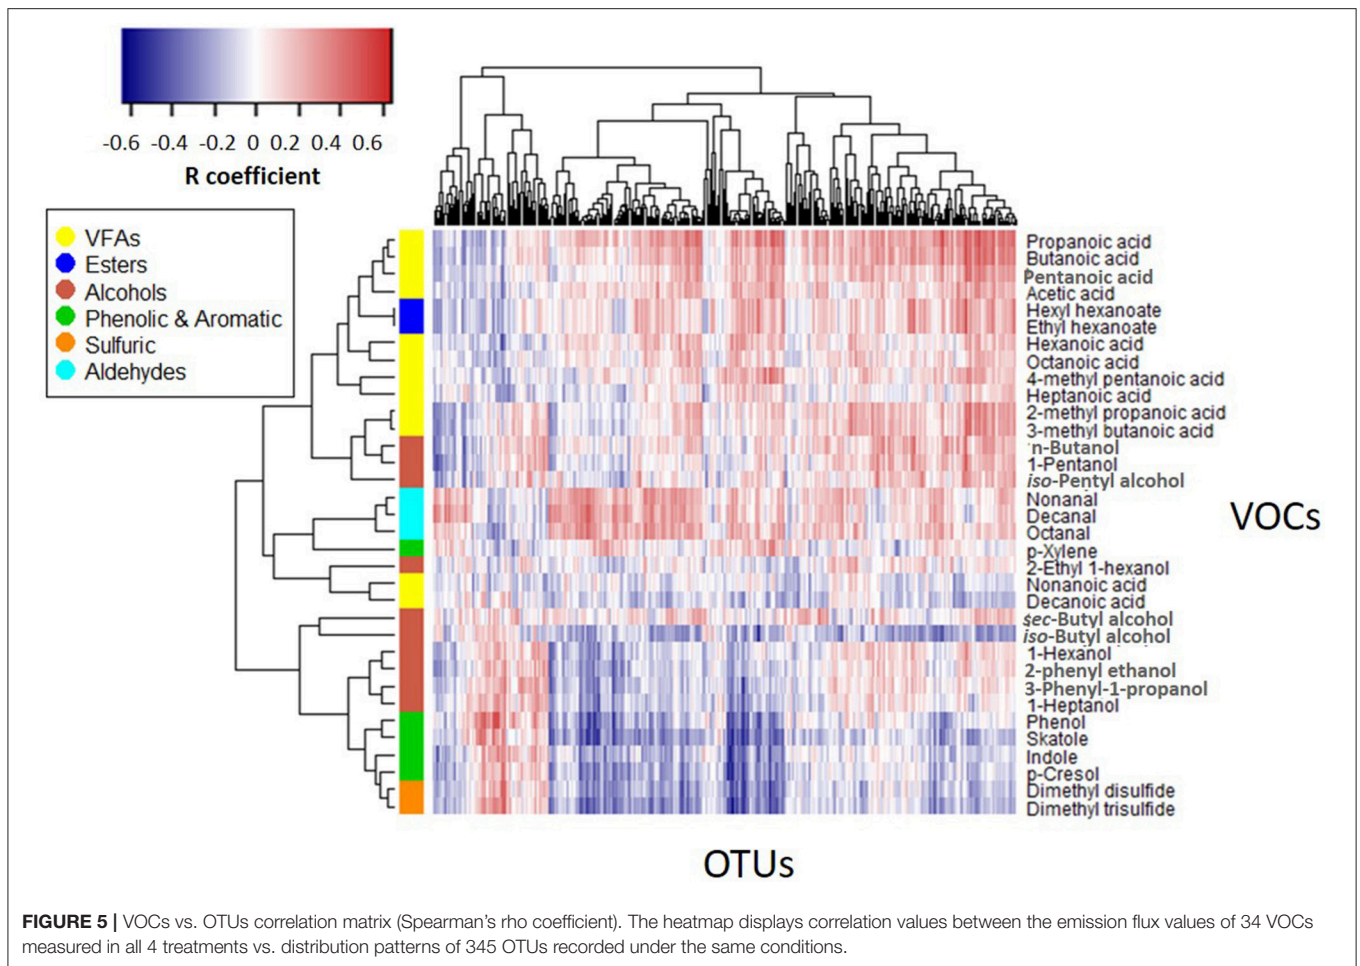 -0.6 -0.4 -0.2 0 0.2 0.4 0.6
R coefficient
VFAs
Esters
Alcohols
Phenolic & Aromatic
Sulfuric
Aldehydes
Propanoic acid
Butanoic acid
Pentanoic acid
Acetic acid
Hexyl hexanoate
Ethyl hexanoate
Hexanoic acid
Octanoic acid
4-methyl pentanoic acid
Heptanoic acid
2-methyl propanoic acid
3-methyl butanoic acid
n-Butanol
1-Pentanol
iso-Pentyl alcohol
Nonanal
Decanal
Octanal
p-Xylene
2-Ethyl 1-hexanol
Nonanoic acid
Decanoic acid
sec-Butyl alcohol
iso-Butyl alcohol
1-Hexanol
2-phenyl ethanol
3-Phenyl-1-propanol
1-Heptanol
Phenol
Skatole
Indole
p-Cresol
Dimethyl disulfide
Dimethyl trisulfide
VOCs
OTUs
FIGURE 5 | VOCs vs. OTUs correlation matrix (Spearman's rho coefficient). The heatmap displays correlation values between the emission flux values of 34 VOCs
measured in all 4 treatments vs. distribution patterns of 345 OTUs recorded under the same conditions.